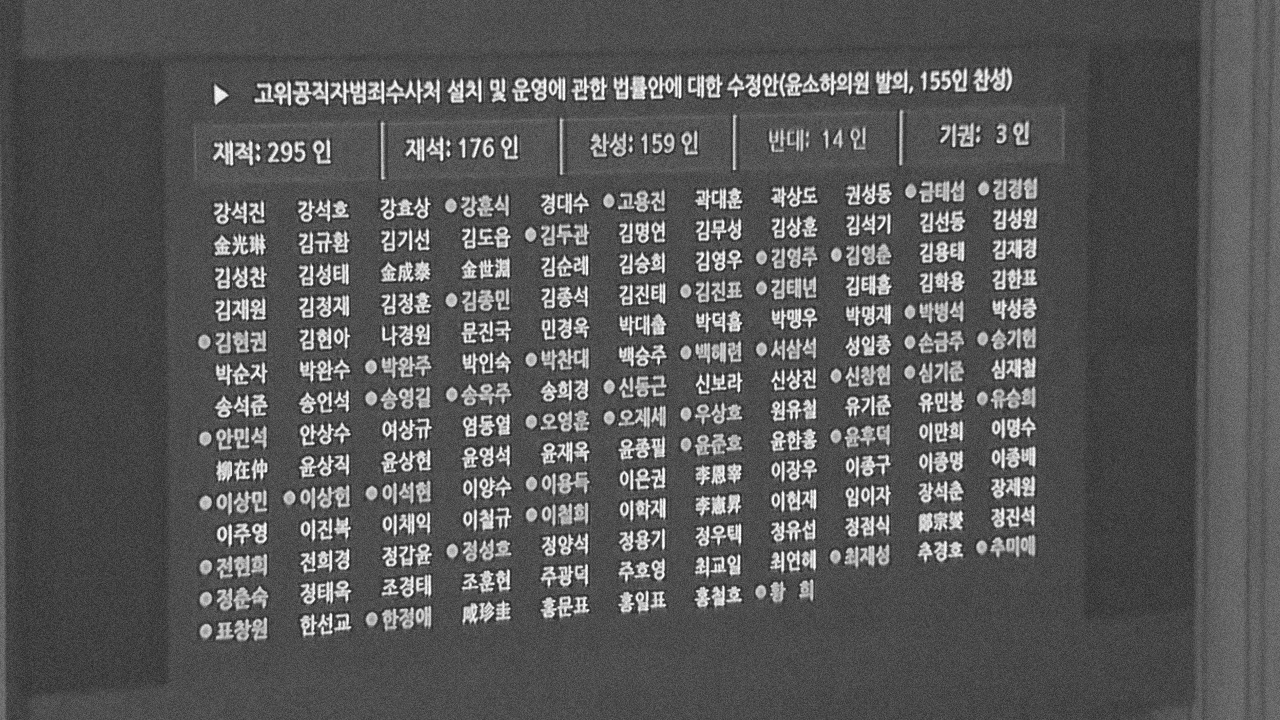 ▶ 고위공직자범죄수사처 설치 및 운영에 관한 법률안에 대한 수정안(윤소하의원 발의, 155인 찬성)
재적: 295 인 재석: 176 인 찬성: 159 인 반대: 14 인 기권: 3 인
강석진 강석호 강효상 ●강훈식 경대수 ●고용진 곽대훈 곽상도 권성동 ●금태섭 ●김경협
金光琳 김규환 김기선 김도읍 ●김두관 김명연 김무성 김상훈 김석기 김선동 김성원
김성찬 김성태 金成泰 金世淵 김순례 김승희 김영우 ●김영주 ●김영춘 김용태 김재경
김재원 김정재 김정훈 ●김종민 김종석 김진태 ●김진표 ●김태년 김태흠 김학용 김한표
●김현권 김현아 나경원 문진국 민경욱 박대출 박덕흠 박맹우 박명재 ●박병석 박성중
박순자 박완수 ●박완주 박인숙 ●박찬대 백승주 ●백혜련 ●서삼석 성일종 ●손금주 ●송기헌
송석준 송언석 ●송영길 ●송옥주 송희경 ●신동근 신보라 신상진 ●신창현 ●심기준 심재철
●안민석 안상수 여상규 염동열 ●오영훈 ●오제세 ●우상호 원유철 유기준 유민봉 ●유승희
柳在仲 윤상직 윤상현 윤영석 윤재옥 윤종필 ●윤준호 윤한홍 ●윤후덕 이만희 이명수
●이상민 ●이상헌 ●이석현 이양수 ●이용득 이은권 李恩宰 이장우 이종구 이종명 이종배
이주영 이진복 이채익 이철규 ●이철희 이학재 李憲昇 이현재 임이자 장석춘 장제원
●전현희 전희경 정갑윤 ●정성호 정양석 정용기 정우택 정유섭 정점식 鄭宗燮 정진석
●정춘숙 정태옥 조경태 조훈현 주광덕 주호영 최교일 최연혜 ●최재성 추경호 ●추미애
●표창원 한선교 ●한정애 咸珍圭 홍문표 홍일표 홍철호 ●황 희